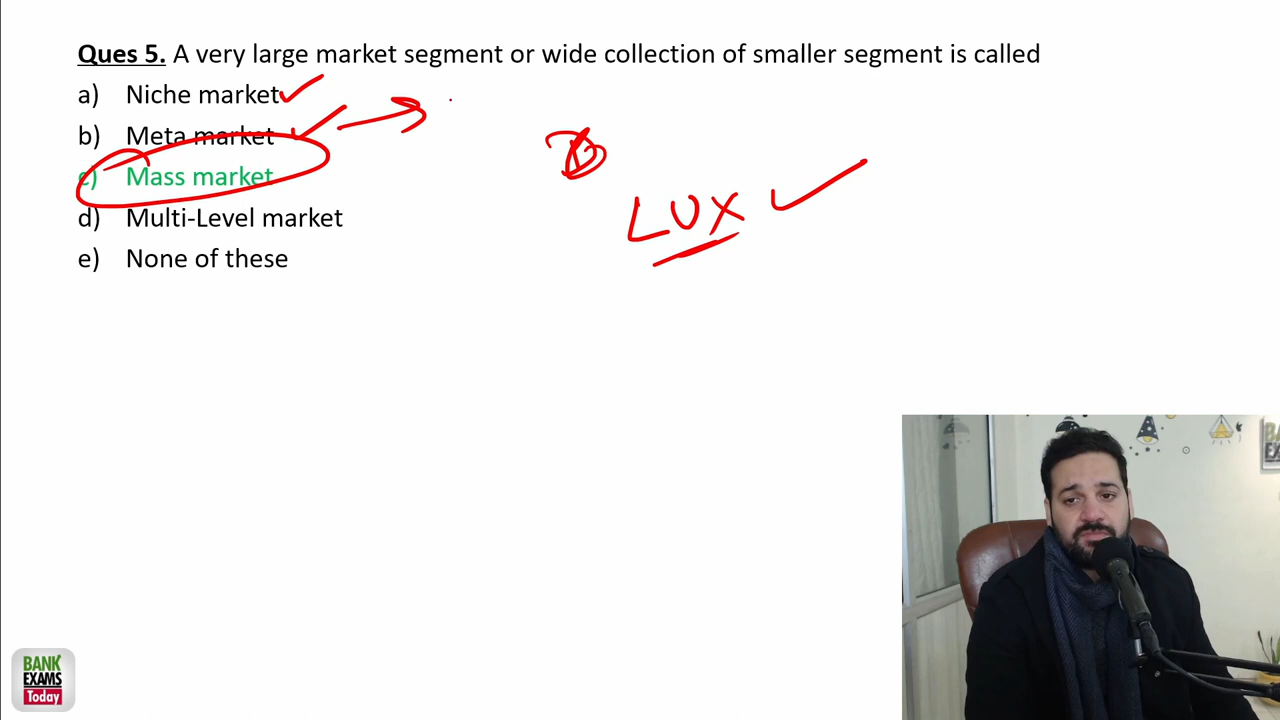 Ques 5. A very large market segment or wide collection of smaller segment is called
a) Niche market
b) Meta market
c) Mass market
d) Multi-Level market
e) None of these
LUX
BANK
EXAMS
Today